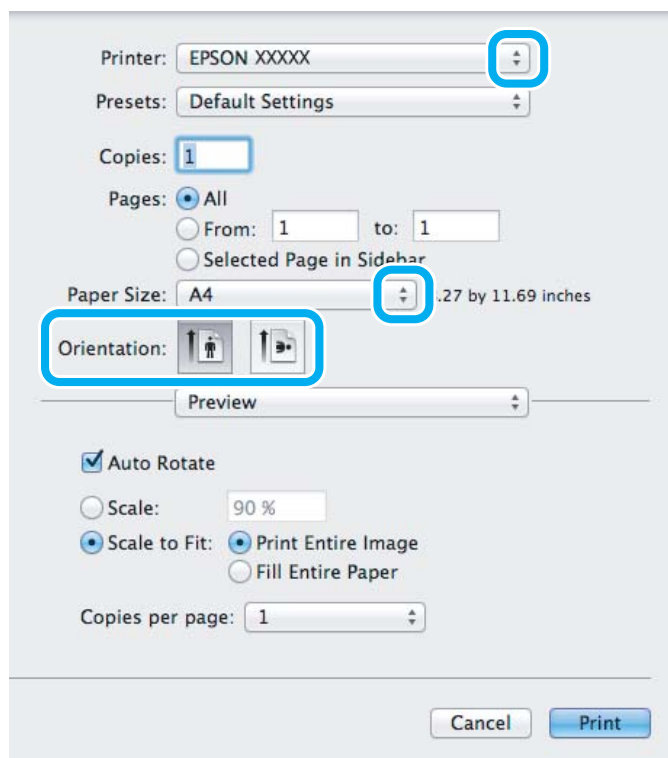 Printer: EPSON XXXXX
Presets: Default Settings
Copies: 1
Pages: All
From: 1 to: 1
Selected Page in Sidebar
Paper Size: A4 .27 by 11.69 inches
Orientation:
Preview
Auto Rotate
Scale: 90 %
Scale to Fit: Print Entire Image
Fill Entire Paper
Copies per page: 1
Cancel Print